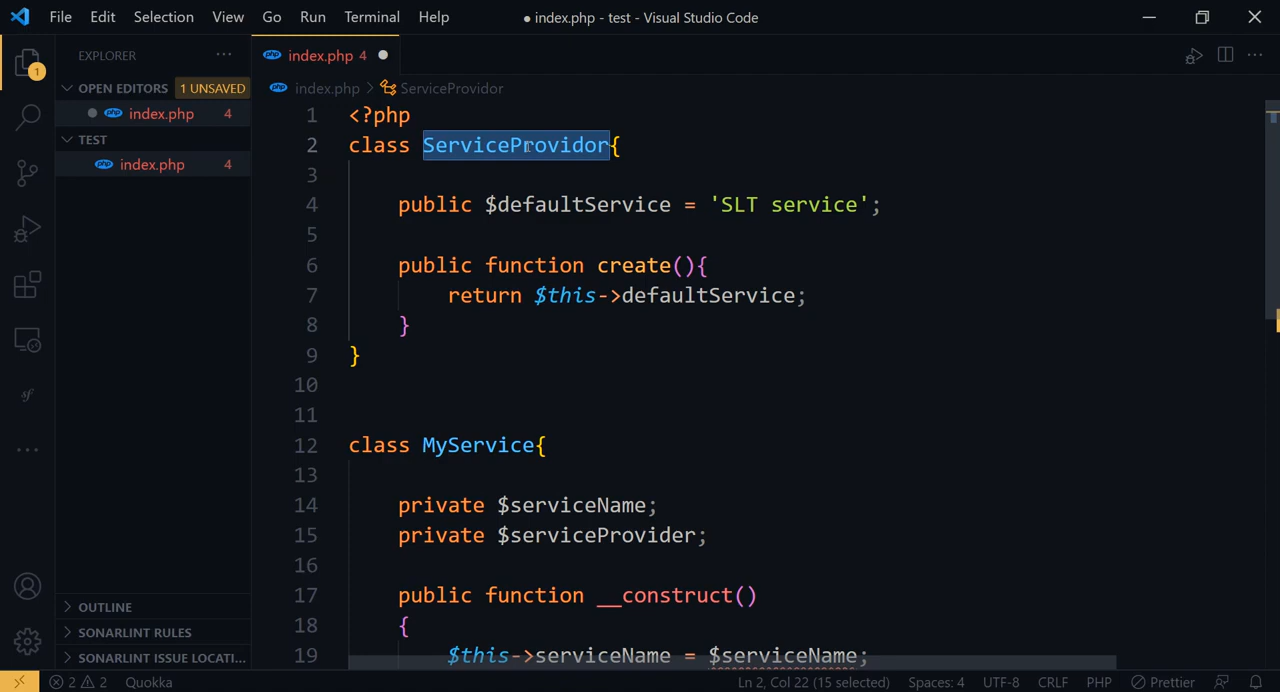 File Edit Selection View Go Run Terminal Help ● index.php - test - Visual Studio Code
EXPLORER
1
OPEN EDITORS 1 UNSAVED
php index.php 4
TEST
php index.php 4
OUTLINE
SONARLINT RULES
SONARLINT ISSUE LOCATI...
php index.php 4
php index.php > ServiceProvidor
1 <?php
2 class ServiceProvidor{
3
4 public $defaultService = 'SLT service';
5
6 public function create(){
7 return $this->defaultService;
8 }
9 }
10
11
12 class MyService{
13
14 private $serviceName;
15 private $serviceProvider;
16
17 public function __construct()
18 {
19 $this->serviceName = $serviceName;
2 2 Quokka Ln 2, Col 22 (15 selected) Spaces: 4 UTF-8 CRLF PHP Prettier